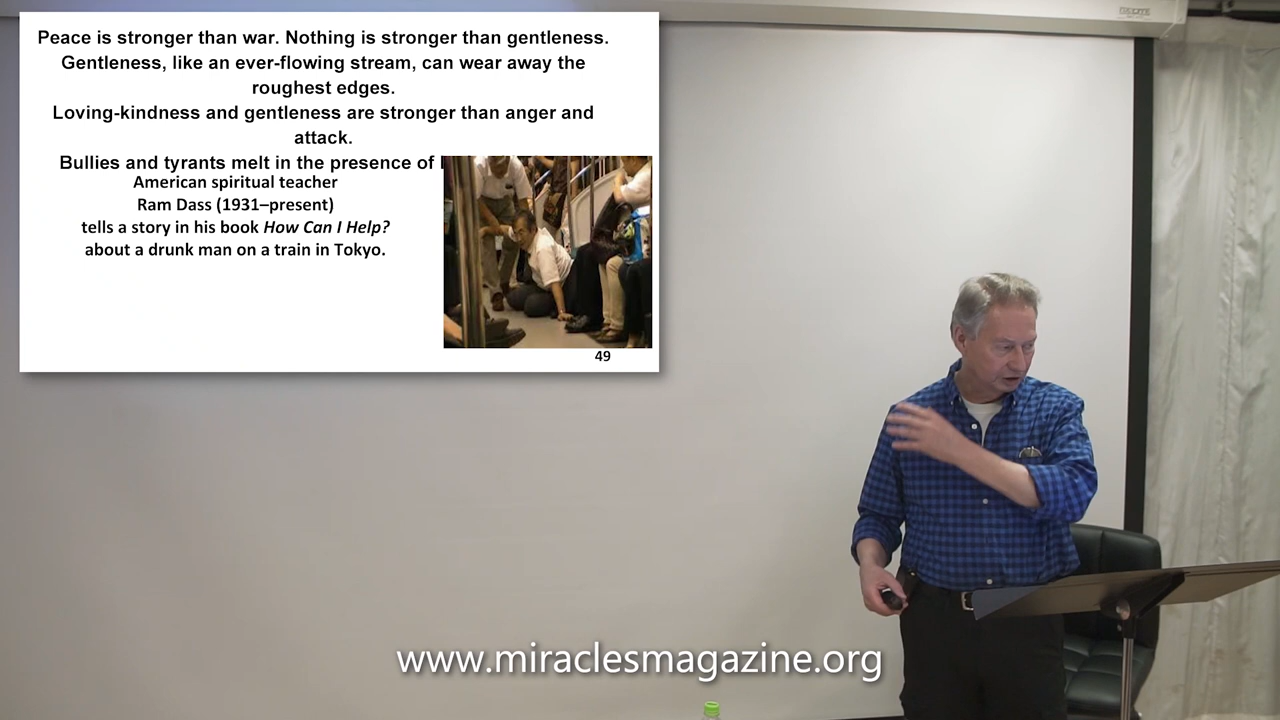 Peace is stronger than war. Nothing is stronger than gentleness.
Gentleness, like an ever-flowing stream, can wear away the
roughest edges.
Loving-kindness and gentleness are stronger than anger and
attack.
Bullies and tyrants melt in the presence of
American spiritual teacher
Ram Dass (1931–present)
tells a story in his book How Can I Help?
about a drunk man on a train in Tokyo.
49
www.miraclesmagazine.org